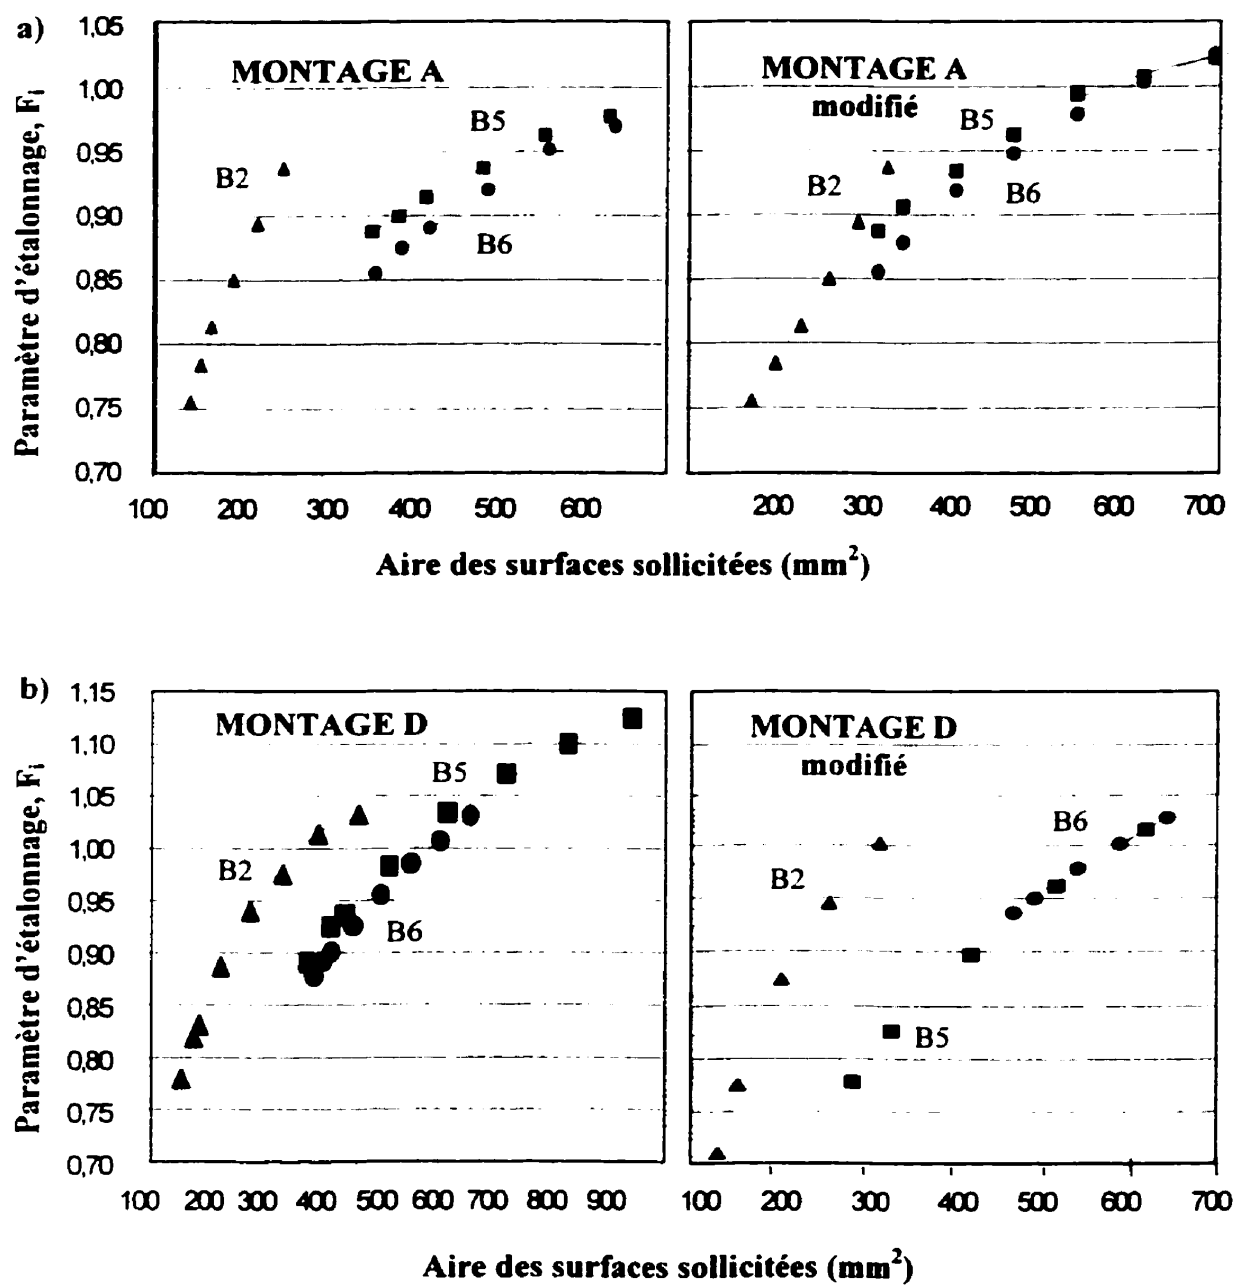 a)
1,05
1,00
0,95
0,90
0,85
0,80
0,75
0,70
Paramètre d'étalonnage, Fi
MONTAGE A
B2
B5
B6
100 200 300 400 500 600
MONTAGE A
modifié
B5
B2
B6
200 300 400 500 600 700
Aire des surfaces sollicitées (mm²)
b)
1,15
1,10
1,05
1,00
0,95
0,90
0,85
0,80
0,75
0,70
Paramètre d'étalonnage, Fi
MONTAGE D
B5
B2
B6
100 200 300 400 500 600 700 800 900
MONTAGE D
modifié
B6
B2
B5
100 200 300 400 500 600 700
Aire des surfaces sollicitées (mm²)